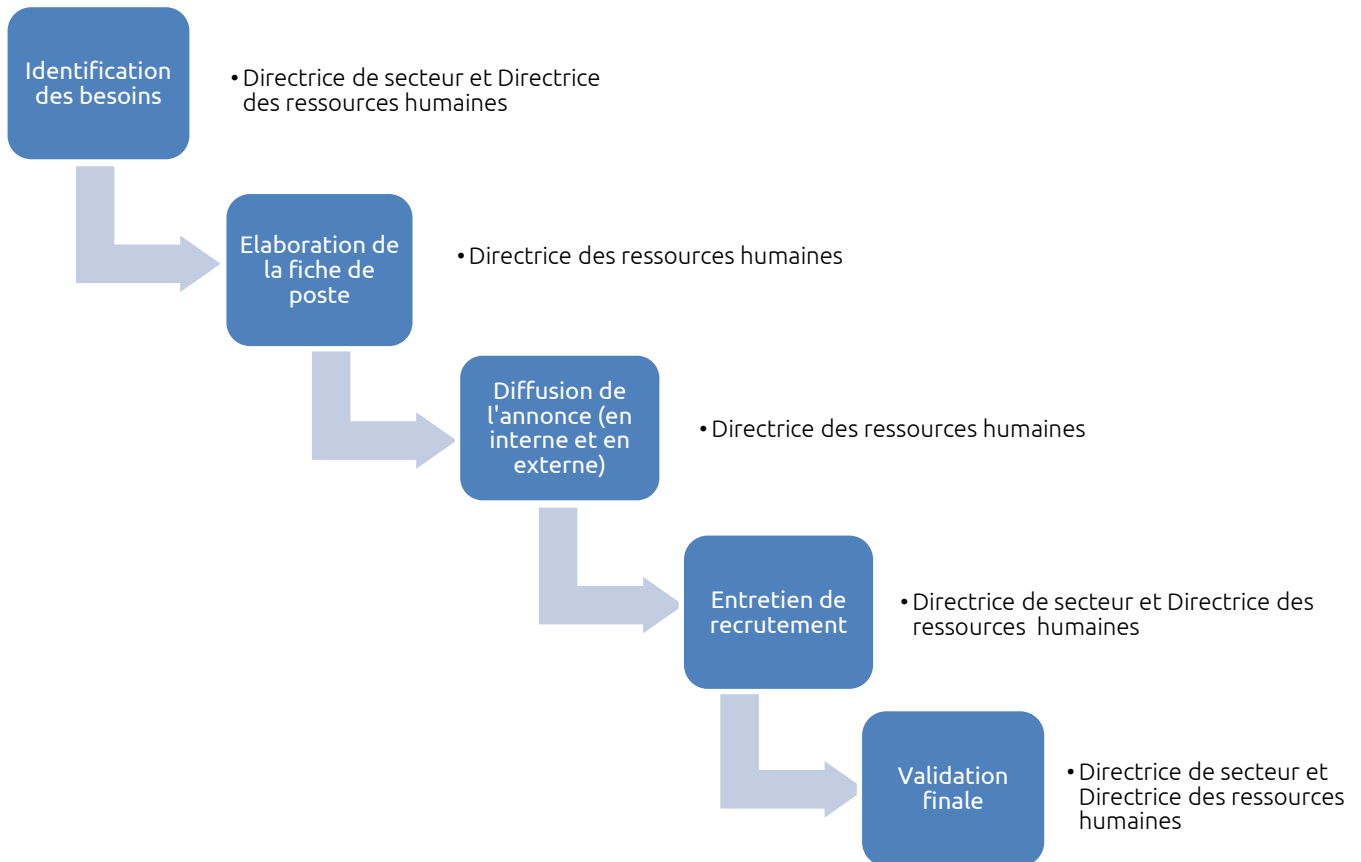 Identification
des besoins
• Directrice de secteur et Directrice
des ressources humaines
Elaboration de
la fiche de
poste
• Directrice des ressources humaines
Diffusion de
l'annonce (en
interne et en
externe)
• Directrice des ressources humaines
Entretien de
recrutement
• Directrice de secteur et Directrice des
ressources humaines
Validation
finale
• Directrice de secteur et
Directrice des ressources
humaines